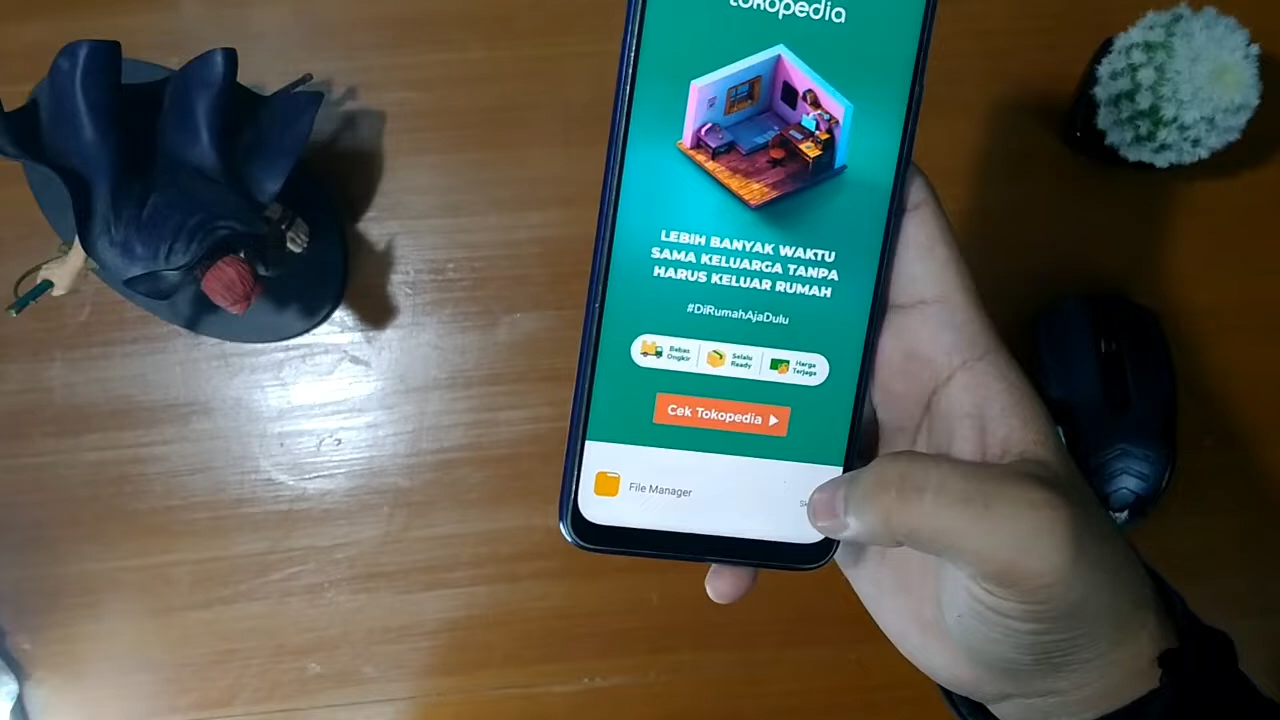 tokopedia
LEBIH BANYAK WAKTU
SAMA KELUARGA TANPA
HARUS KELUAR RUMAH
#DiRumahAjaDulu
Bebas
Ongkir
Selalu
Ready
Harga
Terjaga
Cek Tokopedia
File Manager